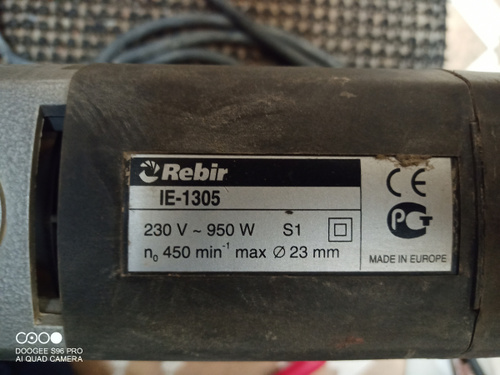 Rebir
IE-1305
230 V ~ 950 W S1
n₀ 450 min⁻¹ max Ø 23 mm
CE
РСТ
MADE IN EUROPE
DOOGEE S96 PRO
AI QUAD CAMERA